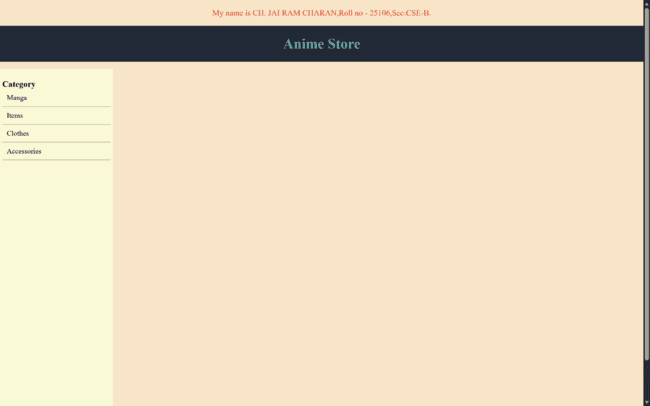 My name is CH. JAI RAM CHARAN,Roll no - 25106,Sec:CSE-B.
Anime Store
Category
Manga
Items
Clothes
Accessories